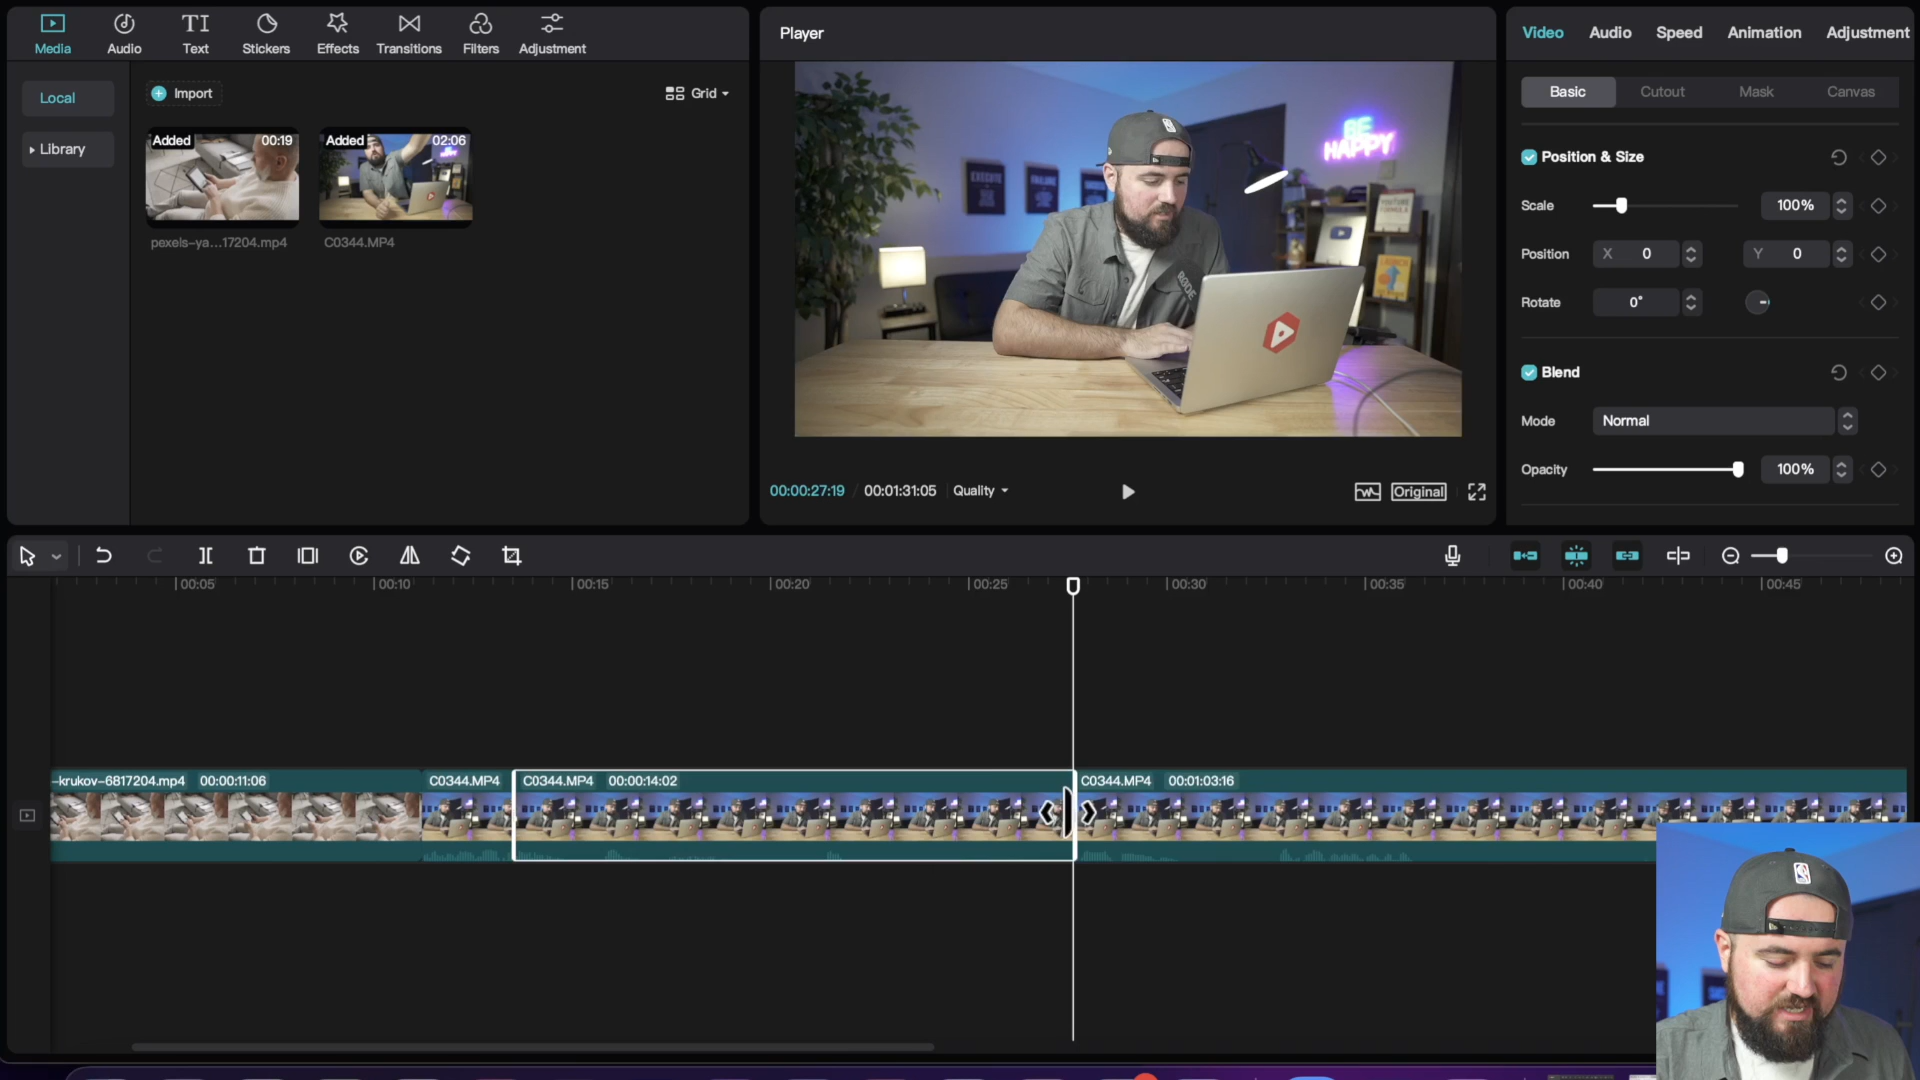 Media
Audio
TI
Text
Stickers
Effects
Transitions
Filters
Adjustment
Local
Library
Import
Grid
Added 00:19
pexels-ya...17204.mp4
Added 02:06
C0344.MP4
Player
BE
HAPPY
EXECUTE
RØDE
00:00:27:19 / 00:01:31:05 Quality
Original
Video Audio Speed Animation Adjustment
Basic Cutout Mask Canvas
Position & Size
Scale 100%
Position X 0 Y 0
Rotate 0°
Blend
Mode Normal
Opacity 100%
00:05 00:10 00:15 00:20 00:25 00:30 00:35 00:40 00:45
-krukov-6817204.mp4 00:00:11:06
C0344.MP4
C0344.MP4 00:00:14:02
C0344.MP4 00:01:03:16